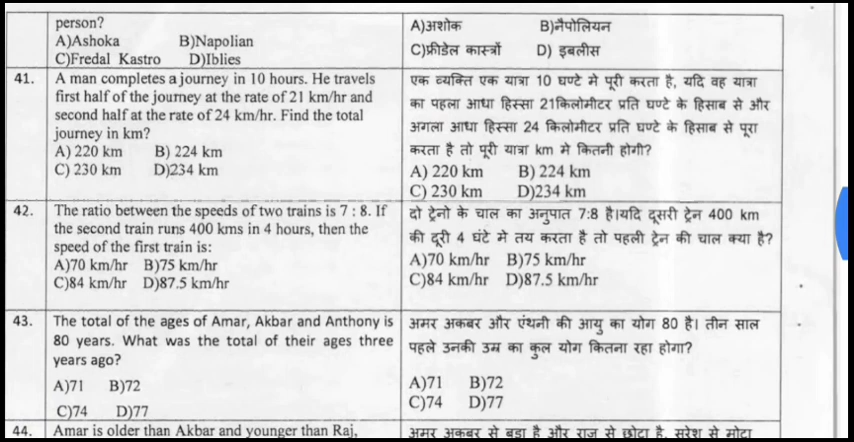 person?
A)Ashoka B)Napolian
C)Fredal Kastro D)Iblies
A)अशोक B)नैपोलियन
C)फ्रीडेल कास्त्रों D) इबलीस
41. A man completes a journey in 10 hours. He travels
first half of the journey at the rate of 21 km/hr and
second half at the rate of 24 km/hr. Find the total
journey in km?
A) 220 km B) 224 km
C) 230 km D)234 km
एक व्यक्ति एक यात्रा 10 घण्टे मे पूरी करता है, यदि वह यात्रा
का पहला आधा हिस्सा 21किलोमीटर प्रति घण्टे के हिसाब से और
अगला आधा हिस्सा 24 किलोमीटर प्रति घण्टे के हिसाब से पूरा
करता है तो पूरी यात्रा km मे कितनी होगी?
A) 220 km B) 224 km
C) 230 km D)234 km
42. The ratio between the speeds of two trains is 7 : 8. If
the second train runs 400 kms in 4 hours, then the
speed of the first train is:
A)70 km/hr B)75 km/hr
C)84 km/hr D)87.5 km/hr
दो ट्रेनो के चाल का अनुपात 7:8 है।यदि दूसरी ट्रेन 400 km
की दूरी 4 घंटे मे तय करता है तो पहली ट्रेन की चाल क्या है?
A)70 km/hr B)75 km/hr
C)84 km/hr D)87.5 km/hr
43. The total of the ages of Amar, Akbar and Anthony is
80 years. What was the total of their ages three
years ago?
A)71 B)72
C)74 D)77
अमर अकबर और एंथनी की आयु का योग 80 है। तीन साल
पहले उनकी उम्र का कुल योग कितना रहा होगा?
A)71 B)72
C)74 D)77
44. Amar is older than Akbar and younger than Raj,
अमर अकबर से बड़ा है और राज से छोटा है, सुरेश से मोटा